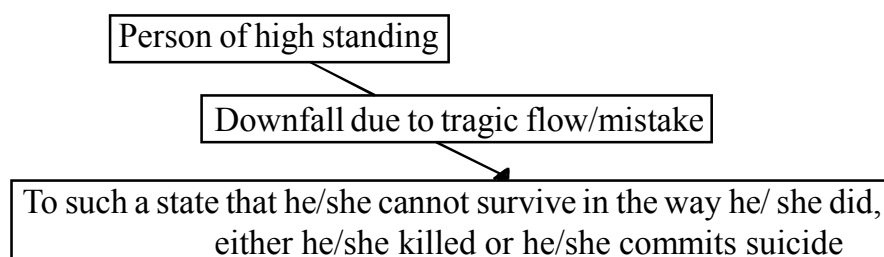 Person of high standing
Downfall due to tragic flow/mistake
To such a state that he/she cannot survive in the way he/ she did,
either he/she killed or he/she commits suicide